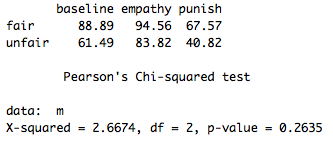 baseline empathy punish
fair 88.89 94.56 67.57
unfair 61.49 83.82 40.82
Pearson's Chi-squared test
data: m
X-squared = 2.6674, df = 2, p-value = 0.2635